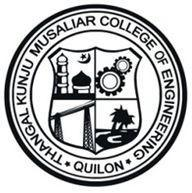 THANGAL KUNJU MUSALIAR COLLEGE OF ENGINEERING
QUILON